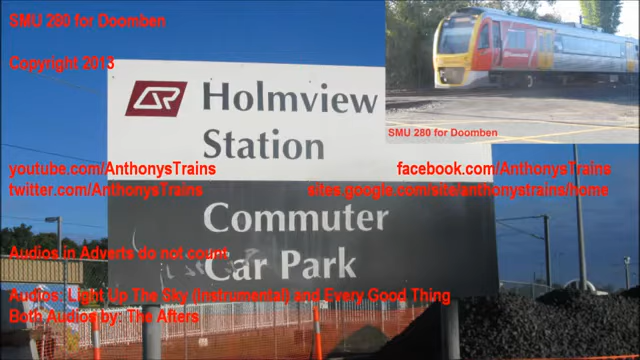 SMU 280 for Doomben
Copyright 2013
Holmview
Station
SMU 280 for Doomben
youtube.com/AnthonysTrains
facebook.com/AnthonysTrains
twitter.com/AnthonysTrains
sites.google.com/site/anthonystrains/home
Commuter
Car Park
Audios in Adverts do not count
Audios: Light Up The Sky (Instrumental) and Every Good Thing
Both Audios by: The Afters